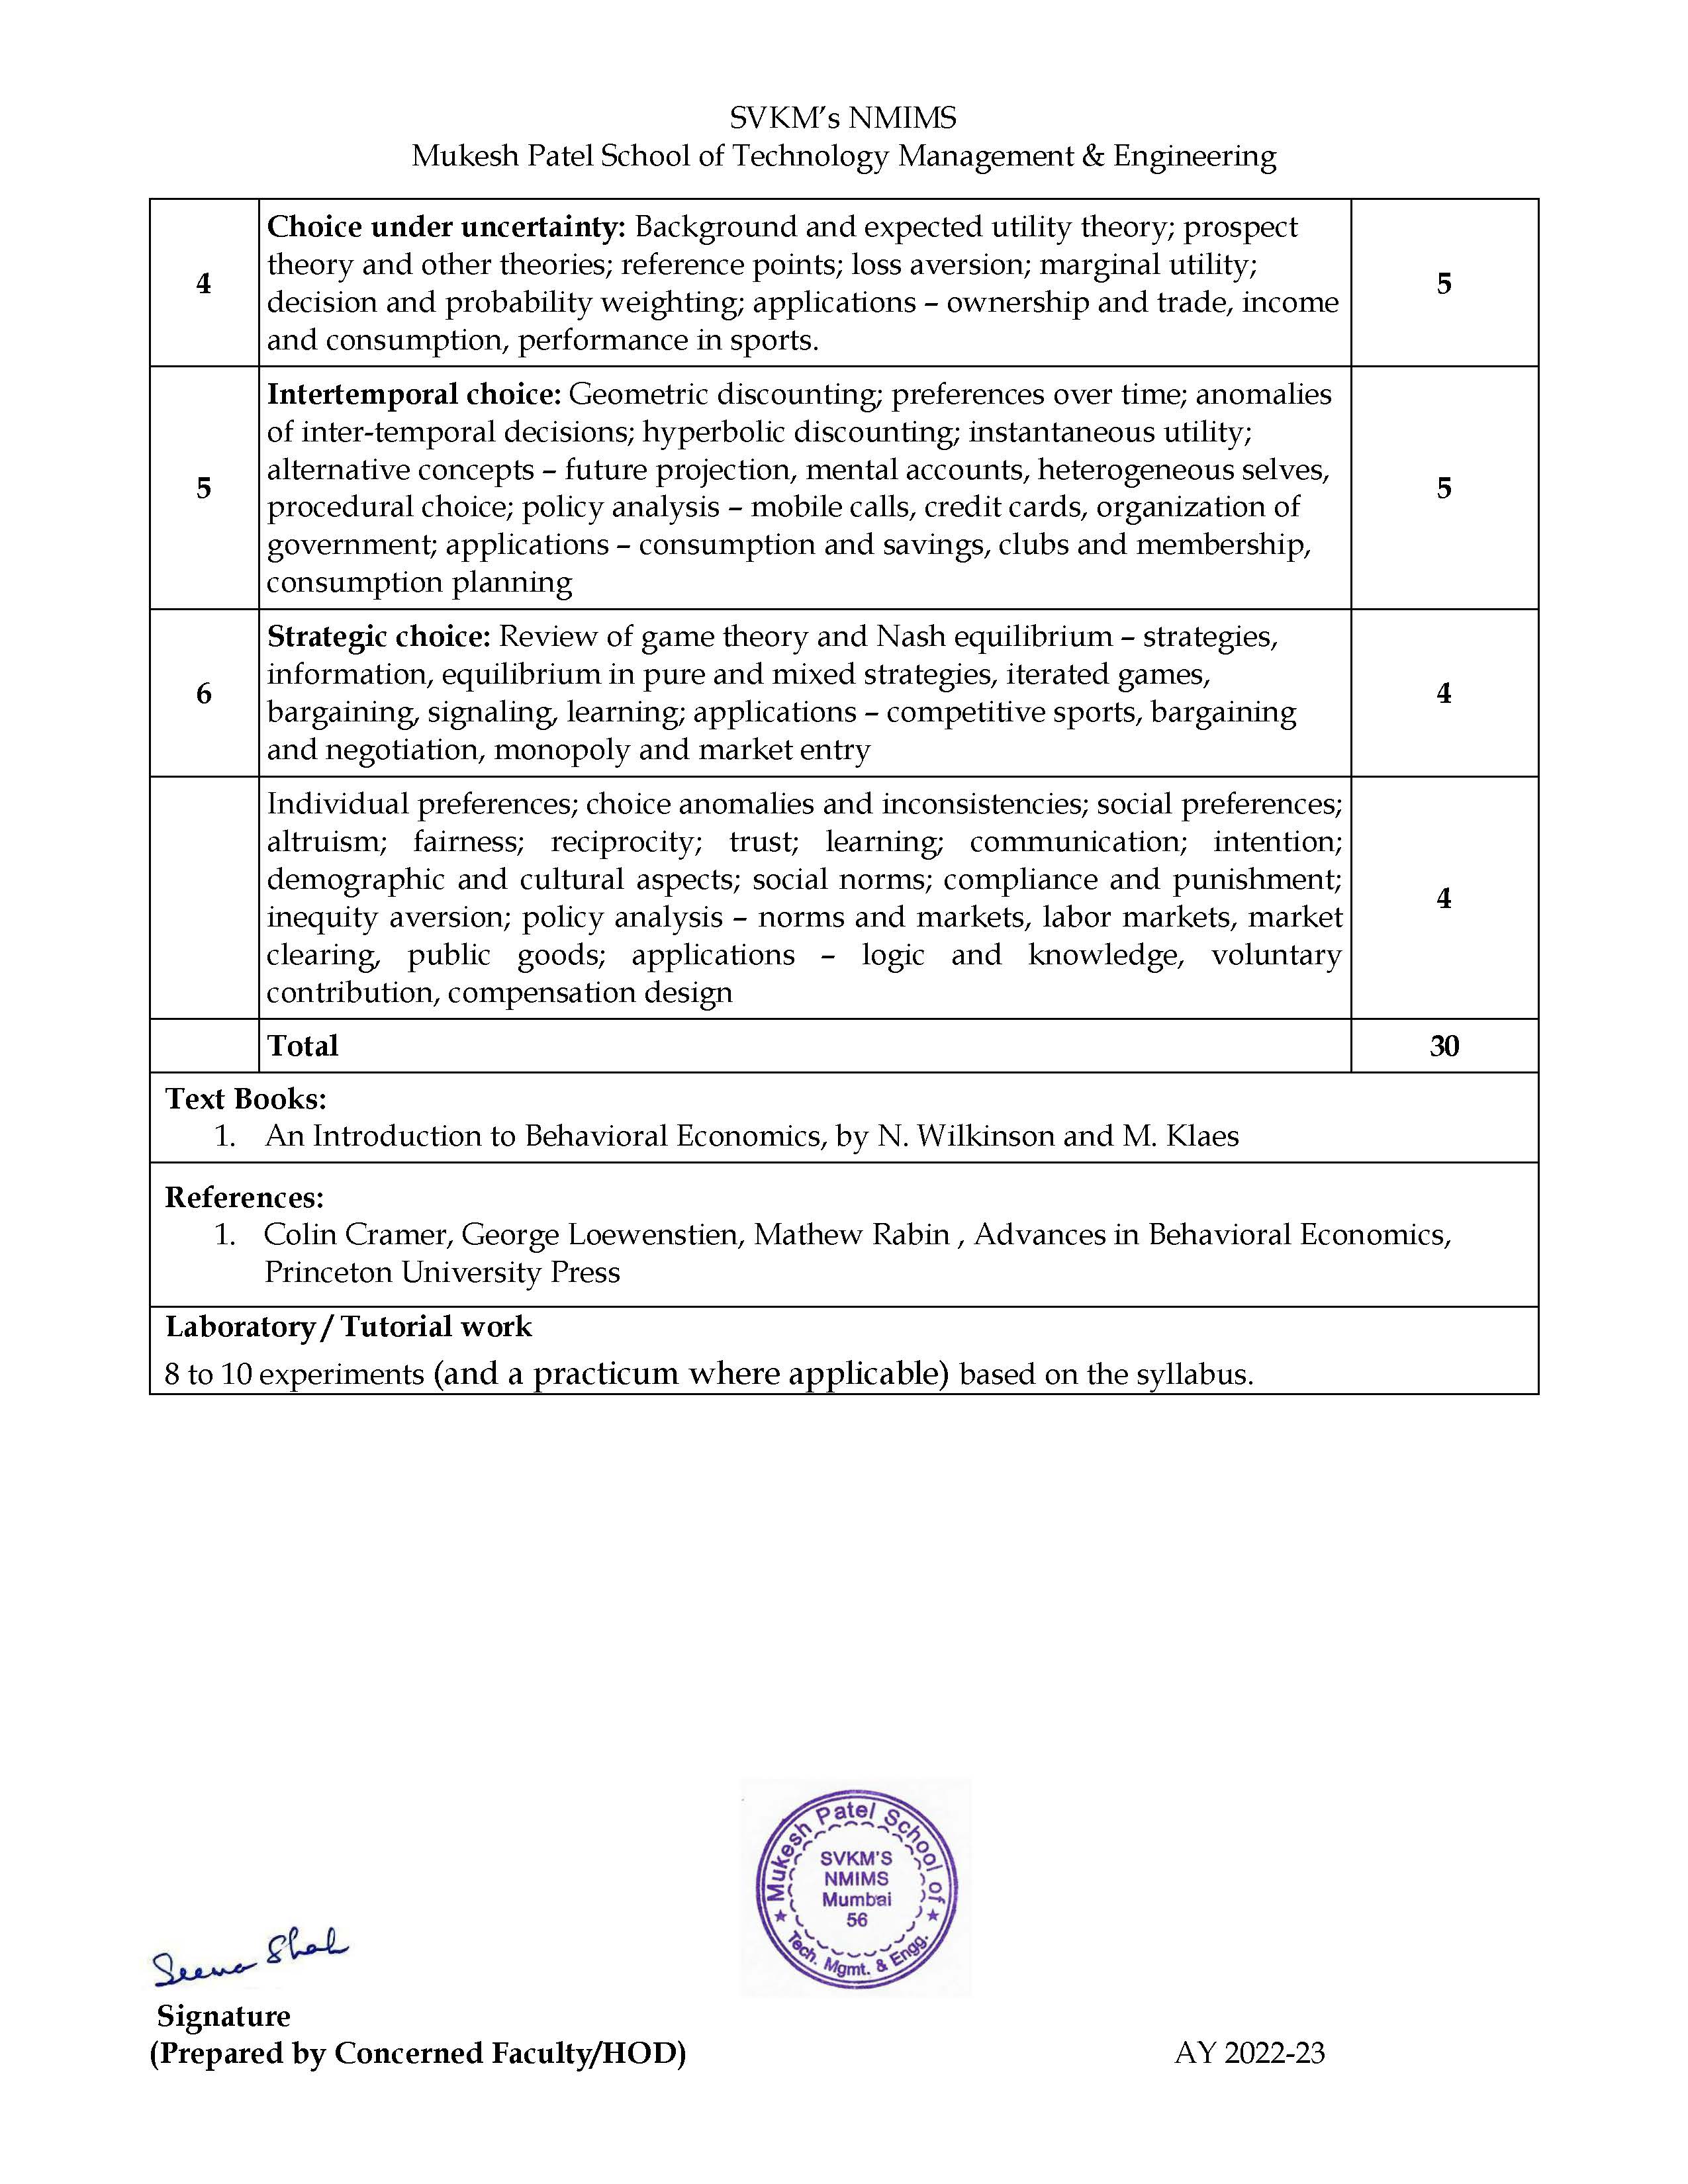 SVKM’s NMIMS
Mukesh Patel School of Technology Management & Engineering
4
Choice under uncertainty: Background and expected utility theory; prospect
theory and other theories; reference points; loss aversion; marginal utility;
decision and probability weighting; applications – ownership and trade, income
and consumption, performance in sports.
5
5
Intertemporal choice: Geometric discounting; preferences over time; anomalies
of inter-temporal decisions; hyperbolic discounting; instantaneous utility;
alternative concepts – future projection, mental accounts, heterogeneous selves,
procedural choice; policy analysis – mobile calls, credit cards, organization of
government; applications – consumption and savings, clubs and membership,
consumption planning
5
6
Strategic choice: Review of game theory and Nash equilibrium – strategies,
information, equilibrium in pure and mixed strategies, iterated games,
bargaining, signaling, learning; applications – competitive sports, bargaining
and negotiation, monopoly and market entry
4
Individual preferences; choice anomalies and inconsistencies; social preferences;
altruism; fairness; reciprocity; trust; learning; communication; intention;
demographic and cultural aspects; social norms; compliance and punishment;
inequity aversion; policy analysis – norms and markets, labor markets, market
clearing, public goods; applications – logic and knowledge, voluntary
contribution, compensation design
4
Total 30
Text Books:
1. An Introduction to Behavioral Economics, by N. Wilkinson and M. Klaes
References:
1. Colin Cramer, George Loewenstien, Mathew Rabin , Advances in Behavioral Economics,
Princeton University Press
Laboratory / Tutorial work
8 to 10 experiments (and a practicum where applicable) based on the syllabus.
Mukesh Patel School of
SVKM'S
NMIMS
Mumbai
56
Tech. Mgmt. & Engg.
Seema Shah
Signature
(Prepared by Concerned Faculty/HOD) AY 2022-23